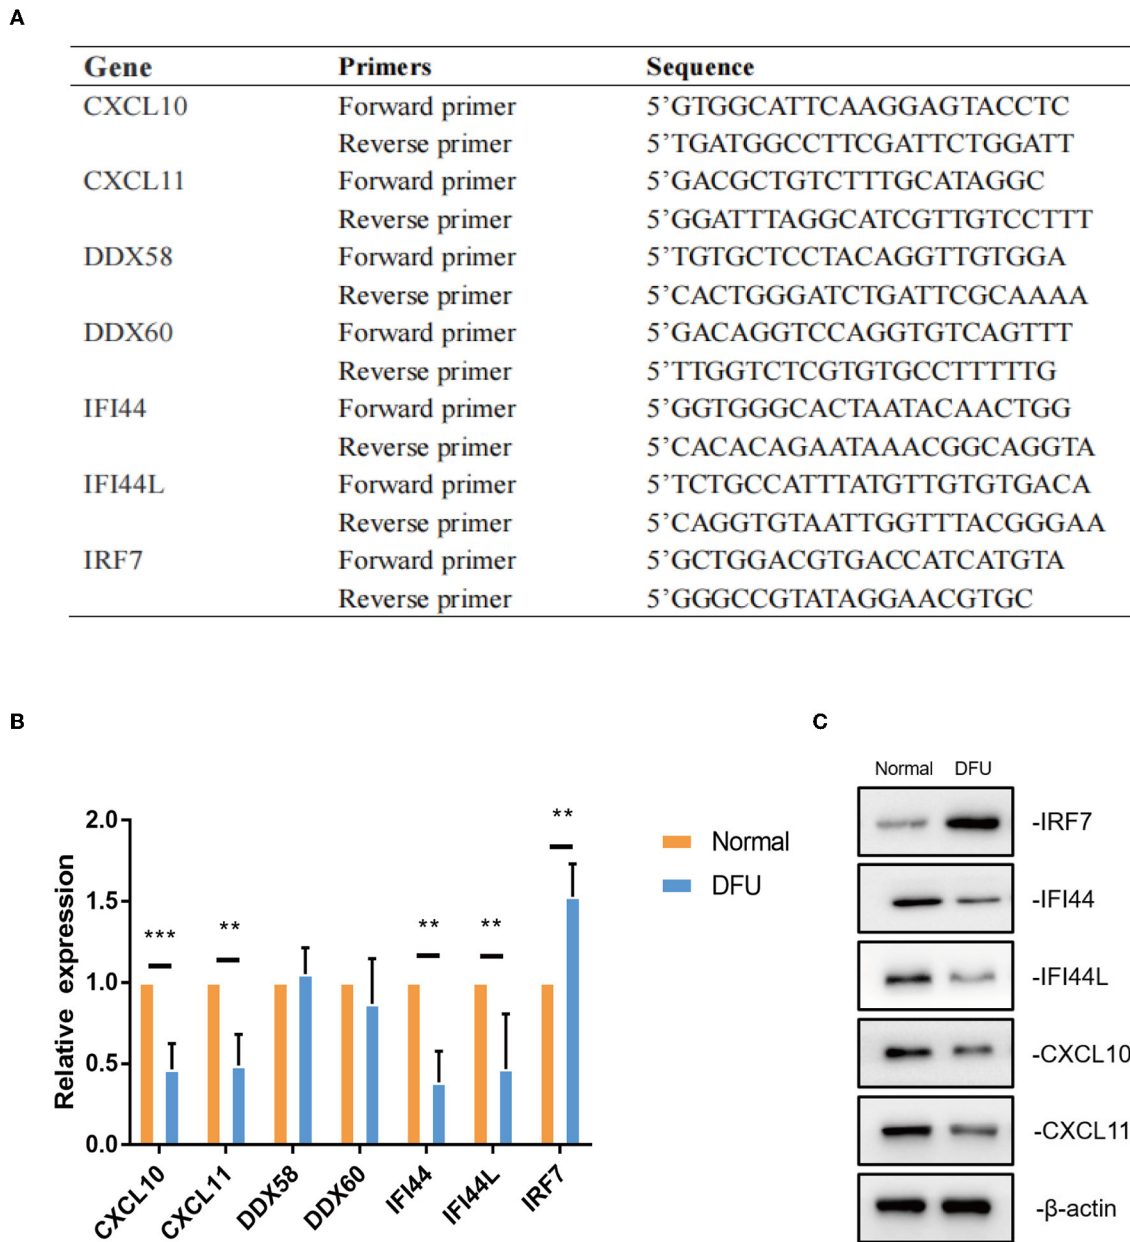 A
Gene Primers Sequence
CXCL10 Forward primer 5’GTGGCATTCAAGGAGTACCTC
Reverse primer 5’TGATGGCCTTCGATTCTGGATT
CXCL11 Forward primer 5’GACGCTGTCTTTGCATAGGC
Reverse primer 5’GGATTTAGGCATCGTTGTCCTTT
DDX58 Forward primer 5’TGTGCTCCTACAGGTTGTGGA
Reverse primer 5’CACTGGGATCTGATTCGCAAAA
DDX60 Forward primer 5’GACAGGTCCAGGTGTCAGTTT
Reverse primer 5’TTGGTCTCGTGTGCCTTTTTG
IFI44 Forward primer 5’GGTGGGCACTAATACAACTGG
Reverse primer 5’CACACAGAATAAACGGCAGGTA
IFI44L Forward primer 5’TCTGCCATTTATGTTGTGTGACA
Reverse primer 5’CAGGTGTAATTGGTTTACGGGAA
IRF7 Forward primer 5’GCTGGACGTGACCATCATGTA
Reverse primer 5’GGGCCGTATAGGAACGTGC
B
Relative expression
2.0
1.5
1.0
0.5
0.0
*** ** ** ** **
CXCL10 CXCL11 DDX58 DDX60 IFI44 IFI44L IRF7
Normal
DFU
C
Normal DFU
-IRF7
-IFI44
-IFI44L
-CXCL10
-CXCL11
-β-actin